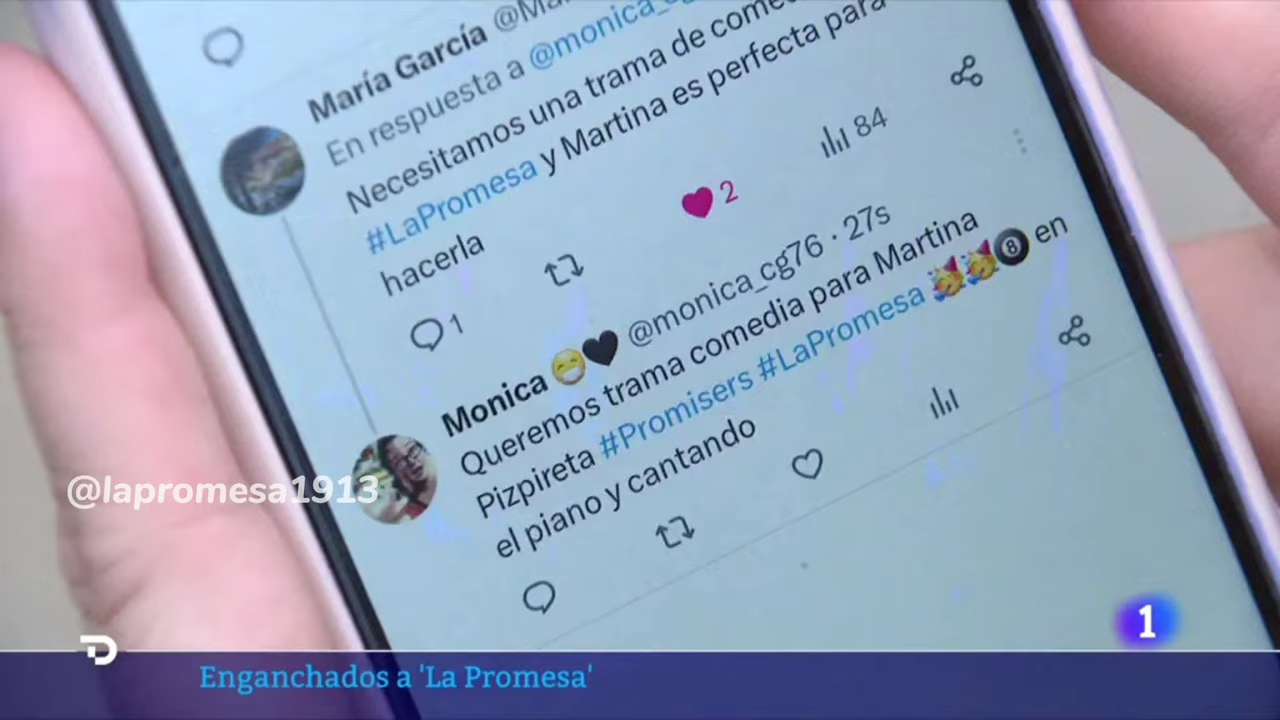 María García @Ma
En respuesta a @monica_cg
Necesitamos una trama de come
#LaPromesa y Martina es perfecta para
hacerla
1
2
84
Monica 😁🖤 @monica_cg76 · 27s
Queremos trama comedia para Martina
Pizpireta #Promisers #LaPromesa 🥳🥳🎱 en
el piano y cantando
@lapromesa1913
1
Enganchados a 'La Promesa'